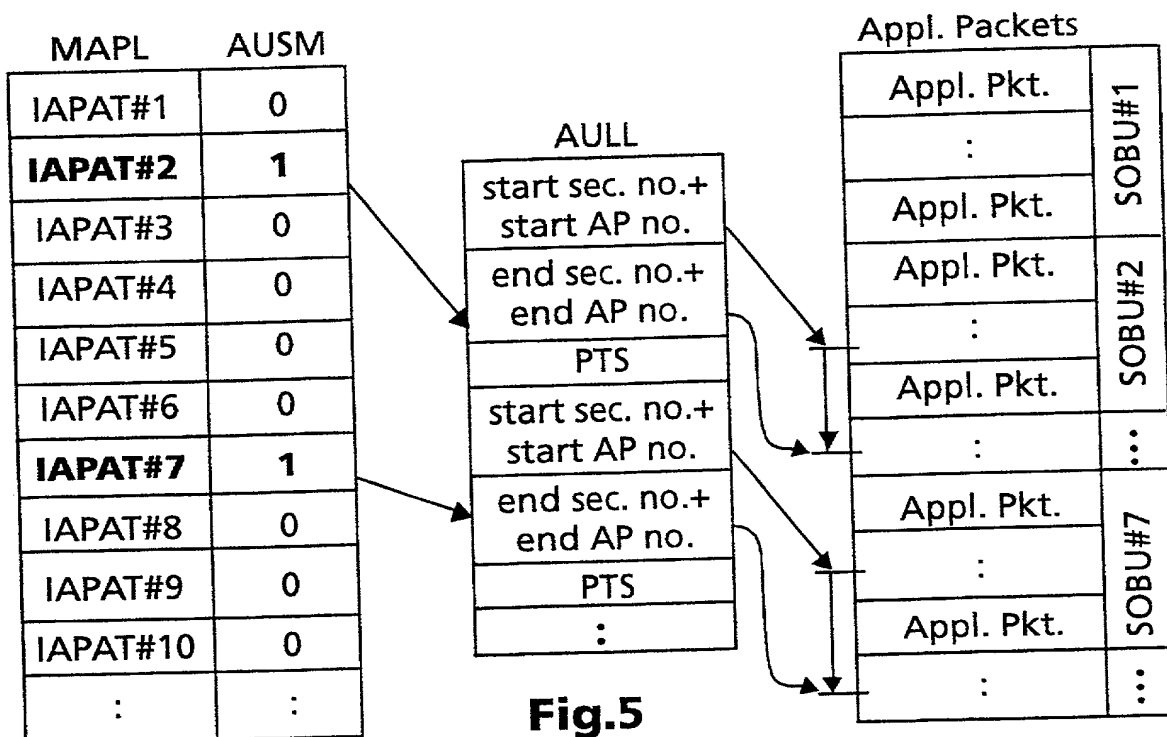 MAPL AUSM
IAPAT#1 0
IAPAT#2 1
IAPAT#3 0
IAPAT#4 0
IAPAT#5 0
IAPAT#6 0
IAPAT#7 1
IAPAT#8 0
IAPAT#9 0
IAPAT#10 0
: :
AULL
start sec. no.+
start AP no.
end sec. no.+
end AP no.
PTS
start sec. no.+
start AP no.
end sec. no.+
end AP no.
PTS
:
Appl. Packets
Appl. Pkt.
:
Appl. Pkt.
SOBU#1
Appl. Pkt.
:
Appl. Pkt.
SOBU#2
:
...
Appl. Pkt.
:
Appl. Pkt.
SOBU#7
:
...
Fig.5